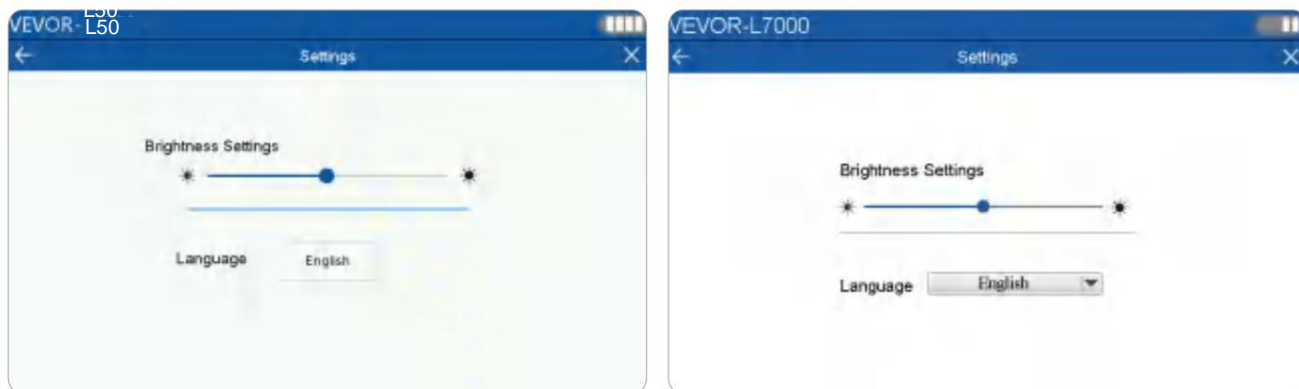 L50
VEVOR- L50
Settings
Brightness Settings
Language English
VEVOR-L7000
Settings
Brightness Settings
Language English